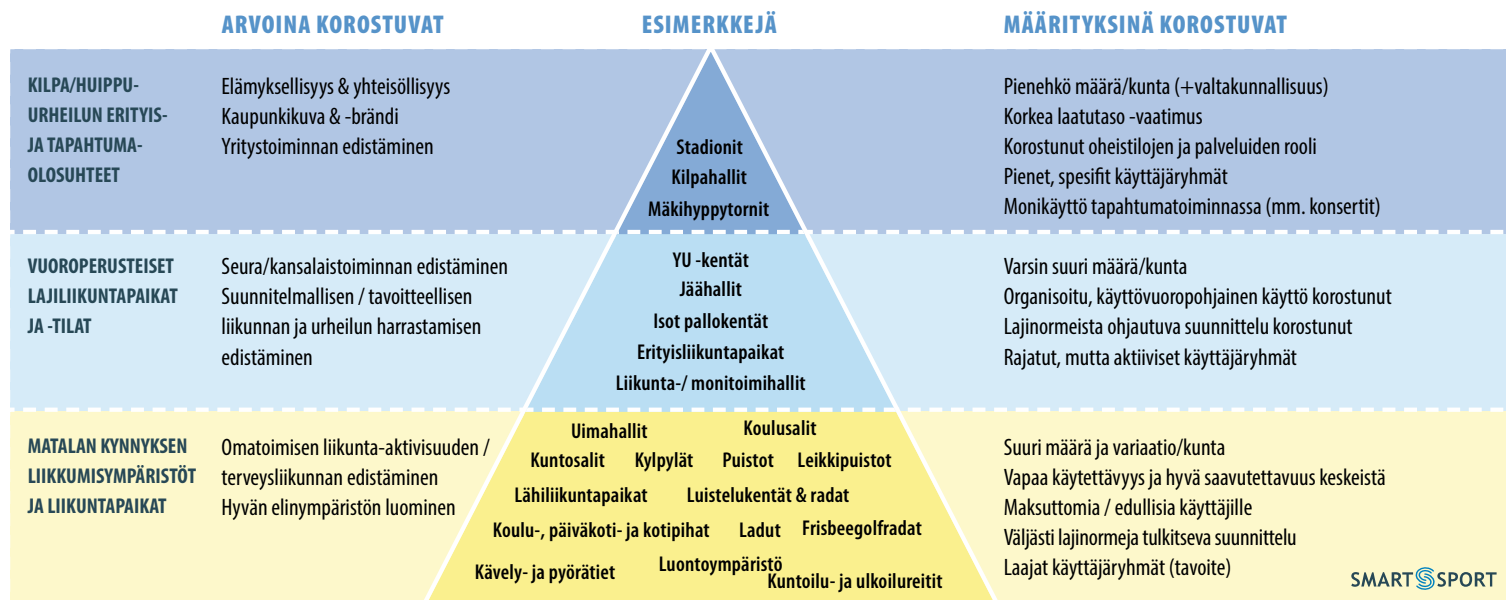 ARVOINA KOROSTUVAT
ESIMERKKEJÄ
MÄÄRITYKSINÄ KOROSTUVAT
KILPA/HUIPPU-
URHEILUN ERITYIS-
JA TAPAHTUMA-
OLOSUHTEET
Elämyksellisyys & yhteisöllisyys
Kaupunkikuva & -brändi
Yritystoiminnan edistäminen
Stadionit
Kilpahallit
Mäkihyppytornit
Pienehkö määrä/kunta (+valtakunnallisuus)
Korkea laatutaso -vaatimus
Korostunut oheistilojen ja palveluiden rooli
Pienet, spesifit käyttäjäryhmät
Monikäyttö tapahtumatoiminnassa (mm. konsertit)
VUOROPERUSTEISET
LAJILIIKUNTAPAIKAT
JA -TILAT
Seura/kansalaistoiminnan edistäminen
Suunnitelmallisen / tavoitteellisen
liikunnan ja urheilun harrastamisen
edistäminen
YU -kentät
Jäähallit
Isot pallokentät
Erityisliikuntapaikat
Liikunta-/ monitoimihallit
Varsin suuri määrä/kunta
Organisoitu, käyttövuoropohjainen käyttö korostunut
Lajinormeista ohjautuva suunnittelu korostunut
Rajatut, mutta aktiiviset käyttäjäryhmät
MATALAN KYNNYKSEN
LIIKKUMISYMPÄRISTÖT
JA LIIKUNTAPAIKAT
Omatoimisen liikunta-aktivisuuden /
terveysliikunnan edistäminen
Hyvän elinympäristön luominen
Uimahallit Koulusalit
Kuntosalit Kylpylät Puistot Leikkipuistot
Lähiliikuntapaikat Luistelukentät & radat
Koulu-, päiväkoti- ja kotipihat Ladut Frisbeegolfradat
Kävely- ja pyörätiet Luontoympäristö
Kuntoilu- ja ulkoilureitit
Suuri määrä ja variaatio/kunta
Vapaa käytettävyys ja hyvä saavutettavuus keskeistä
Maksuttomia / edullisia käyttäjille
Väljästi lajinormeja tulkitseva suunnittelu
Laajat käyttäjäryhmät (tavoite)
SMART SPORT